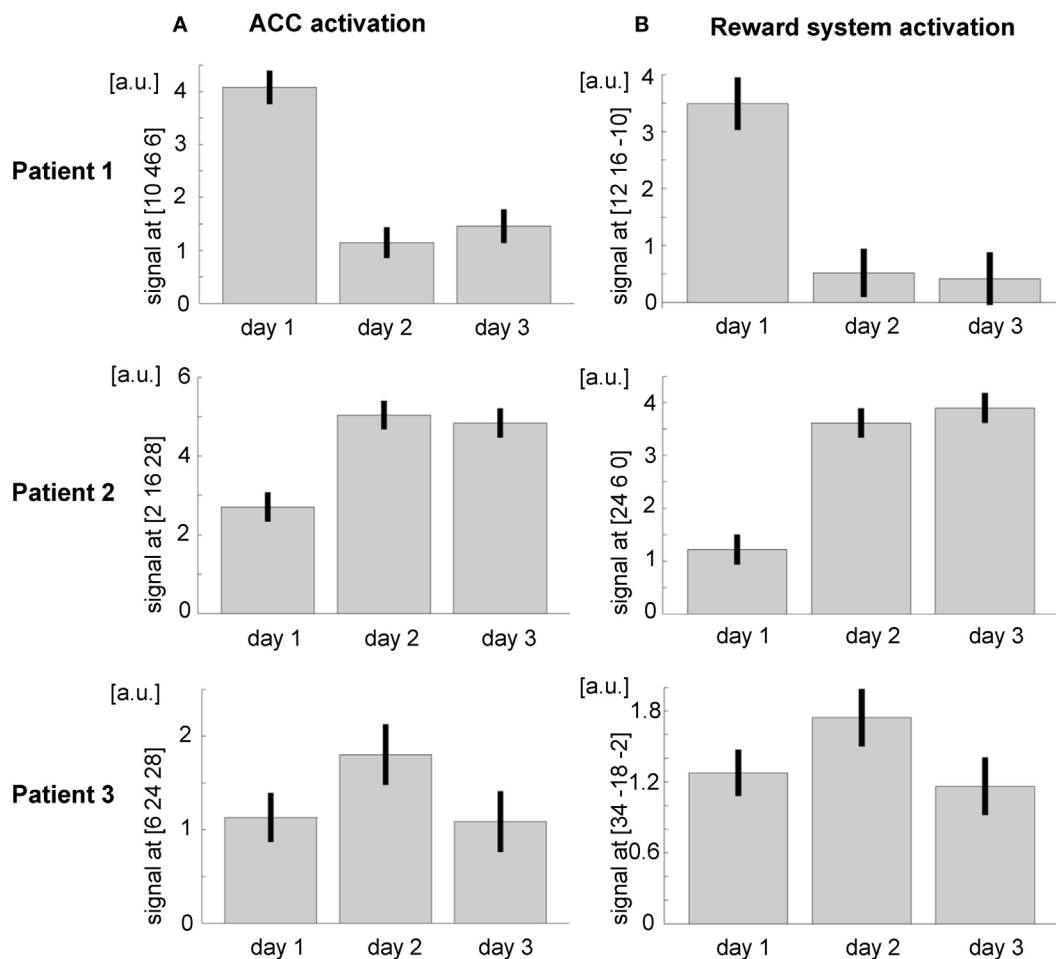 A ACC activation
B Reward system activation
Patient 1
[a.u.]
signal at [10 46 6]
4
3
2
1
0
day 1 day 2 day 3
[a.u.]
signal at [12 16 -10]
4
3
2
1
0
day 1 day 2 day 3
Patient 2
[a.u.]
signal at [2 16 28]
6
4
2
0
day 1 day 2 day 3
[a.u.]
signal at [24 6 0]
4
3
2
1
0
day 1 day 2 day 3
Patient 3
[a.u.]
signal at [6 24 28]
2
1
0
day 1 day 2 day 3
[a.u.]
signal at [34 -18 -2]
1.8
1.2
0.6
0
day 1 day 2 day 3